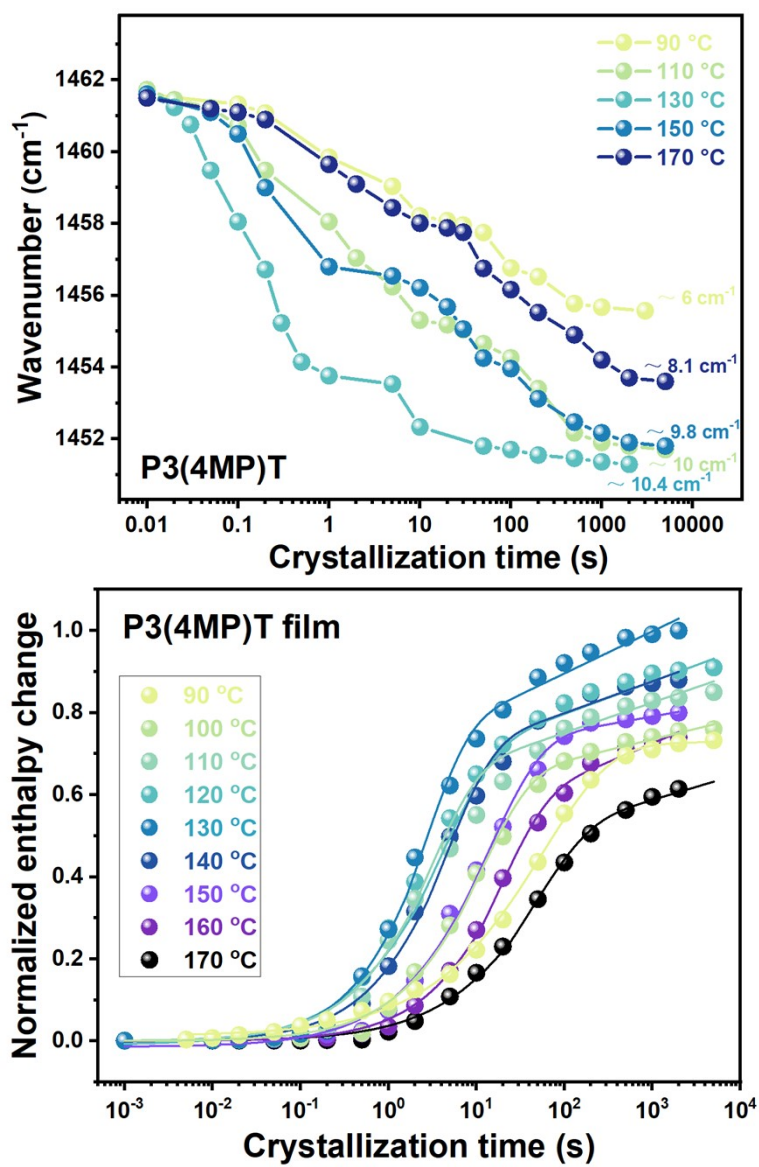 1462
1460
1458
1456
1454
1452
Wavenumber (cm⁻¹)
90 °C
110 °C
130 °C
150 °C
170 °C
~ 6 cm⁻¹
~ 8.1 cm⁻¹
~ 9.8 cm⁻¹
~ 10 cm⁻¹
~ 10.4 cm⁻¹
P3(4MP)T
0.01 0.1 1 10 100 1000 10000
Crystallization time (s)
P3(4MP)T film
1.0
0.8
0.6
0.4
0.2
0.0
Normalized enthalpy change
90 °C
100 °C
110 °C
120 °C
130 °C
140 °C
150 °C
160 °C
170 °C
10⁻³ 10⁻² 10⁻¹ 10⁰ 10¹ 10² 10³ 10⁴
Crystallization time (s)